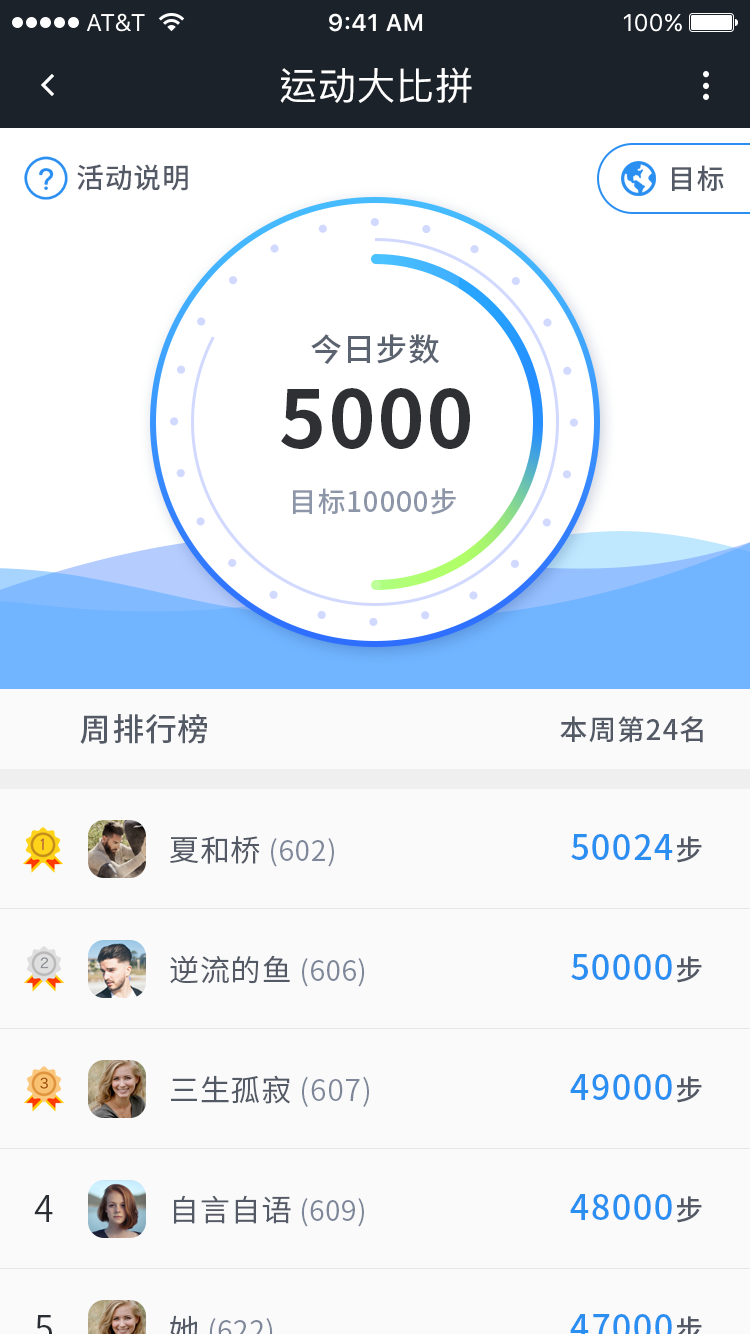 AT&T 9:41 AM 100%
运动大比拼
? 活动说明 目标
今日步数
5000
目标10000步
周排行榜 本周第24名
1 夏和桥 (602) 50024步
2 逆流的鱼 (606) 50000步
3 三生孤寂 (607) 49000步
4 自言自语 (609) 48000步
5 她 (622) 47000步